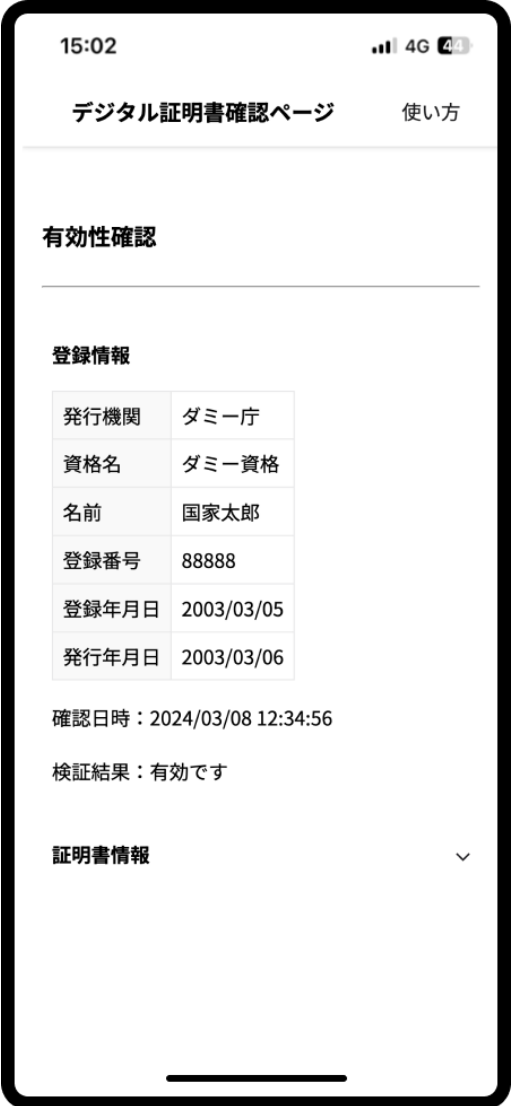 15:02 4G 44
デジタル証明書確認ページ 使い方
有効性確認
登録情報
発行機関 ダミー庁
資格名 ダミー資格
名前 国家太郎
登録番号 88888
登録年月日 2003/03/05
発行年月日 2003/03/06
確認日時：2024/03/08 12:34:56
検証結果：有効です
証明書情報